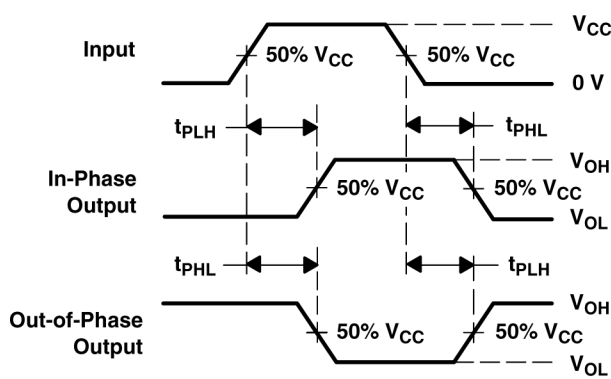 V_CC
Input
50% V_CC
50% V_CC
0 V
t_PLH
t_PHL
V_OH
In-Phase
Output
50% V_CC
50% V_CC
V_OL
t_PHL
t_PLH
V_OH
Out-of-Phase
Output
50% V_CC
50% V_CC
V_OL